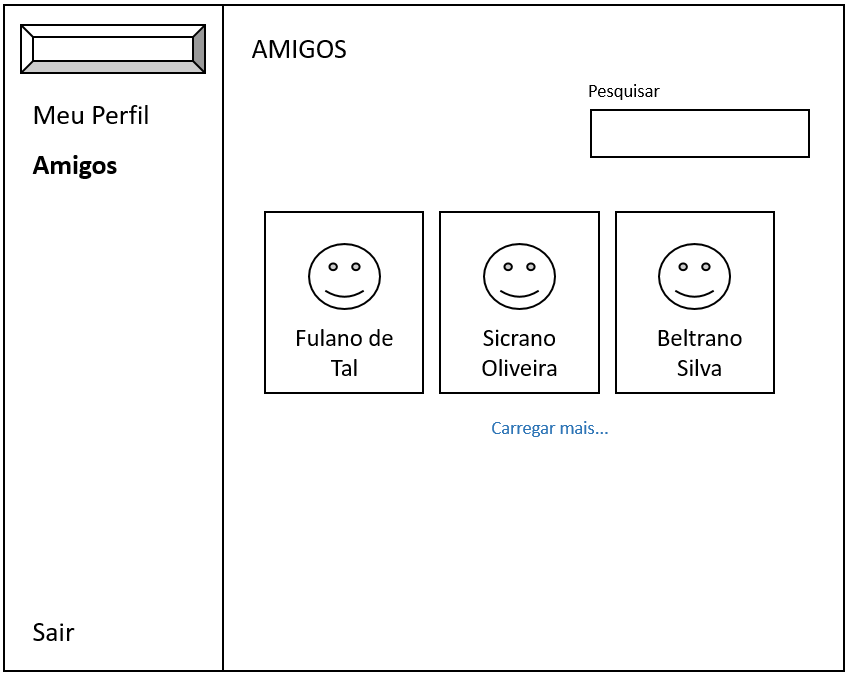 Meu Perfil
Amigos
Sair
AMIGOS
Pesquisar
Fulano de
Tal
Sicrano
Oliveira
Beltrano
Silva
Carregar mais...